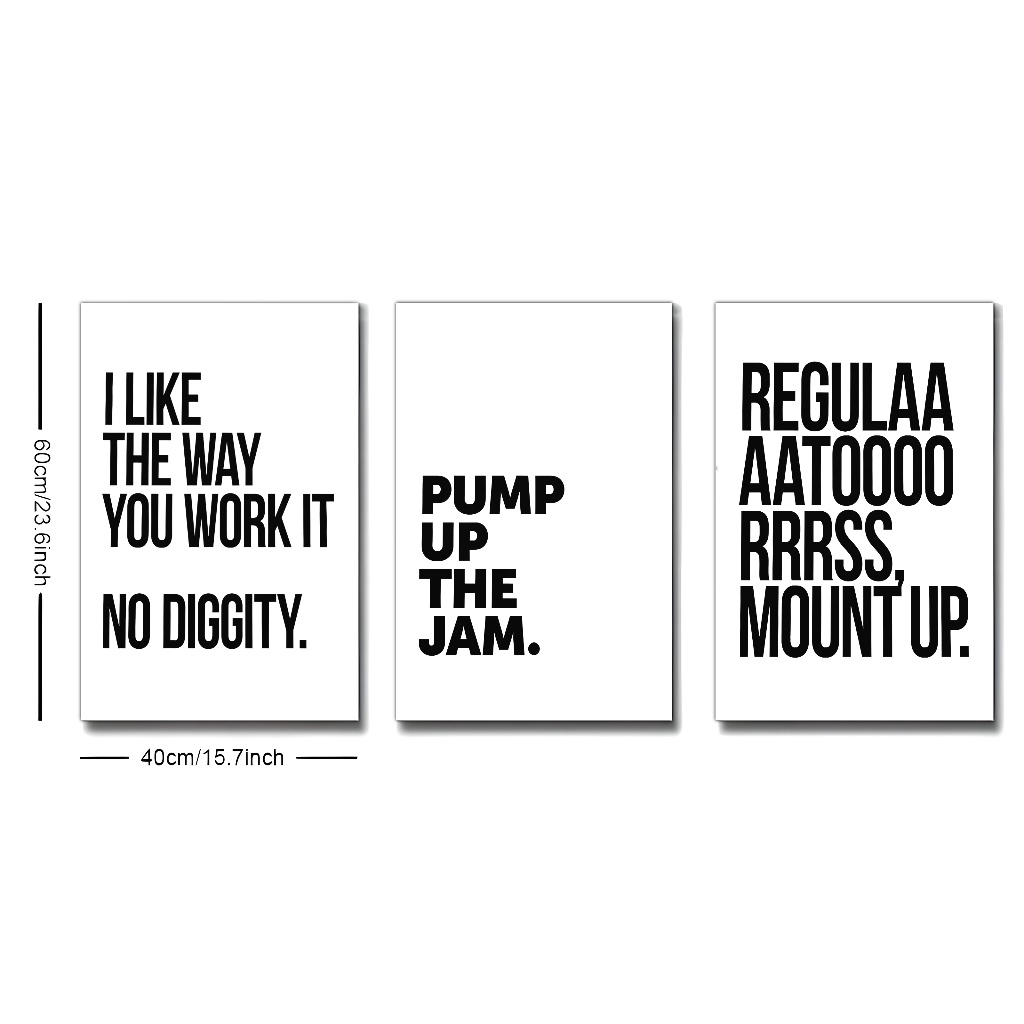 I LIKE
THE WAY
YOU WORK IT
NO DIGGITY.
PUMP
UP
THE
JAM.
REGULAA
AATOOOO
RRRSS,
MOUNT UP.
60cm/23.6inch
40cm/15.7inch